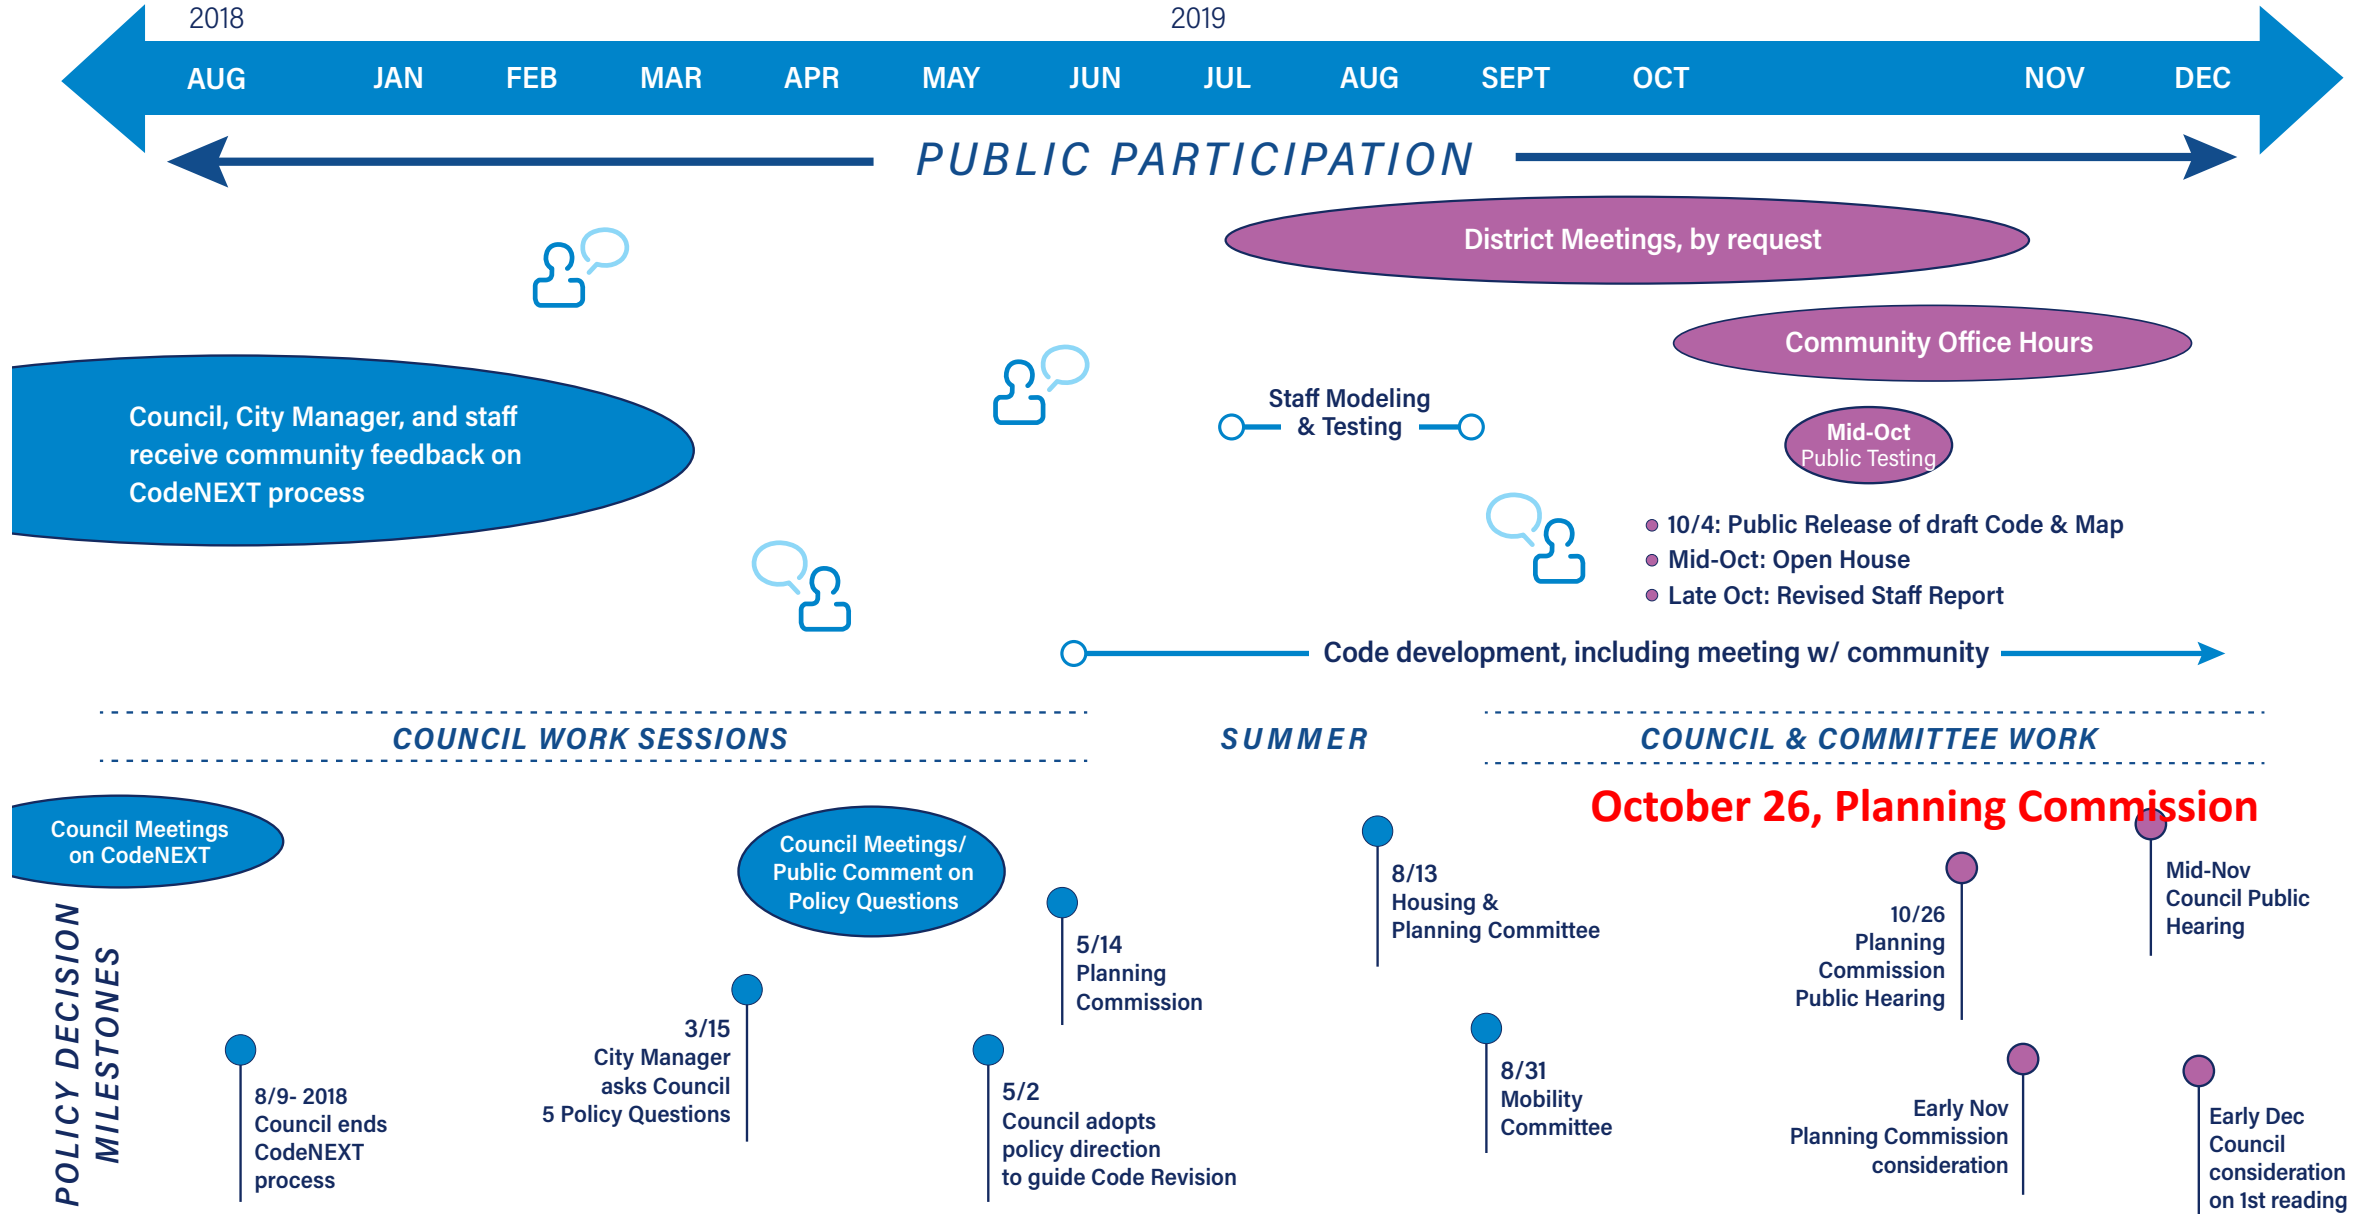 2018
2019
AUG
JAN
FEB
MAR
APR
MAY
JUN
JUL
AUG
SEPT
OCT
NOV
DEC
PUBLIC PARTICIPATION
District Meetings, by request
Community Office Hours
Council, City Manager, and staff
receive community feedback on
CodeNEXT process
Staff Modeling
& Testing
Mid-Oct
Public Testing
10/4: Public Release of draft Code & Map
Mid-Oct: Open House
Late Oct: Revised Staff Report
Code development, including meeting w/ community
COUNCIL WORK SESSIONS
SUMMER
COUNCIL & COMMITTEE WORK
October 26, Planning Commission
Council Meetings
on CodeNEXT
Council Meetings/
Public Comment on
Policy Questions
POLICY DECISION
MILESTONES
8/9- 2018
Council ends
CodeNEXT
process
3/15
City Manager
asks Council
5 Policy Questions
5/2
Council adopts
policy direction
to guide Code Revision
5/14
Planning
Commission
8/13
Housing &
Planning Committee
8/31
Mobility
Committee
10/26
Planning
Commission
Public Hearing
Early Nov
Planning Commission
consideration
Mid-Nov
Council Public
Hearing
Early Dec
Council
consideration
on 1st reading